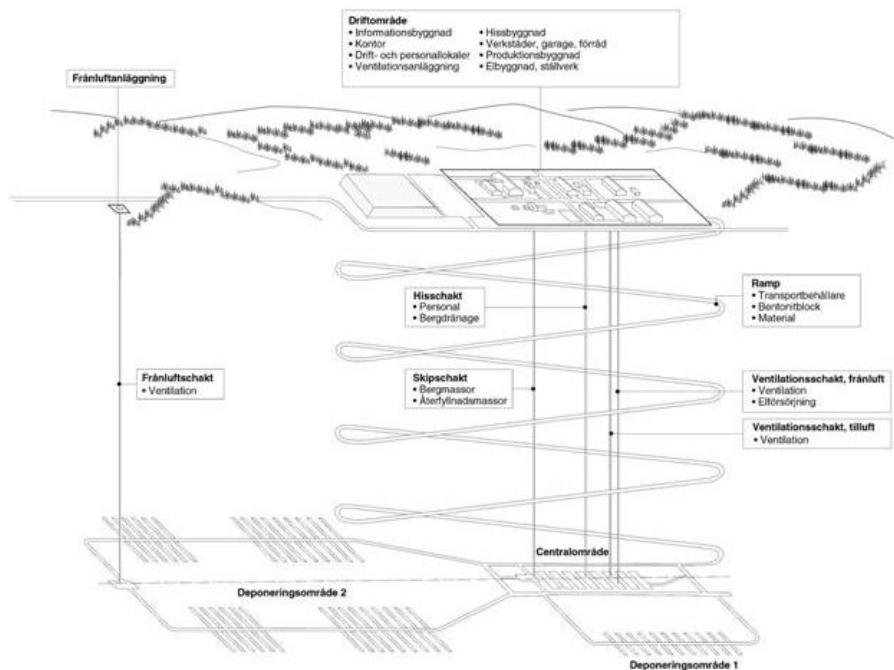 Driftområde
• Informationsbyggnad
• Kontor
• Drift- och personallokaler
• Ventilationsanläggning
• Hissbyggnad
• Verkstäder, garage, förråd
• Produktionsbyggnad
• Elbyggnad, ställverk
Frånluftanläggning
Hisschakt
• Personal
• Bergdränage
Ramp
• Transportbehållare
• Bentonitblock
• Material
Frånluftschakt
• Ventilation
Skipschakt
• Bergmassor
• Återfyllnadsmassor
Ventilationsschakt, frånluft
• Ventilation
• Elförsörjning
Ventilationsschakt, tilluft
• Ventilation
Centralområde
Deponeringsområde 2
Deponeringsområde 1